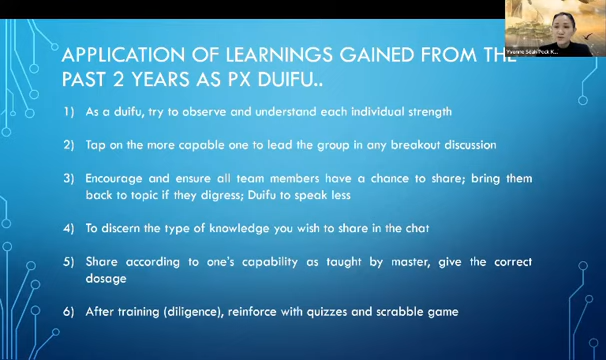 APPLICATION OF LEARNINGS GAINED FROM THE
PAST 2 YEARS AS PX DUIFU..
1) As a duifu, try to observe and understand each individual strength
2) Tap on the more capable one to lead the group in any breakout discussion
3) Encourage and ensure all team members have a chance to share; bring them
back to topic if they digress; Duifu to speak less
4) To discern the type of knowledge you wish to share in the chat
5) Share according to one's capability as taught by master, give the correct
dosage
6) After training (diligence), reinforce with quizzes and scrabble game
Yvonne Seah Peck K...